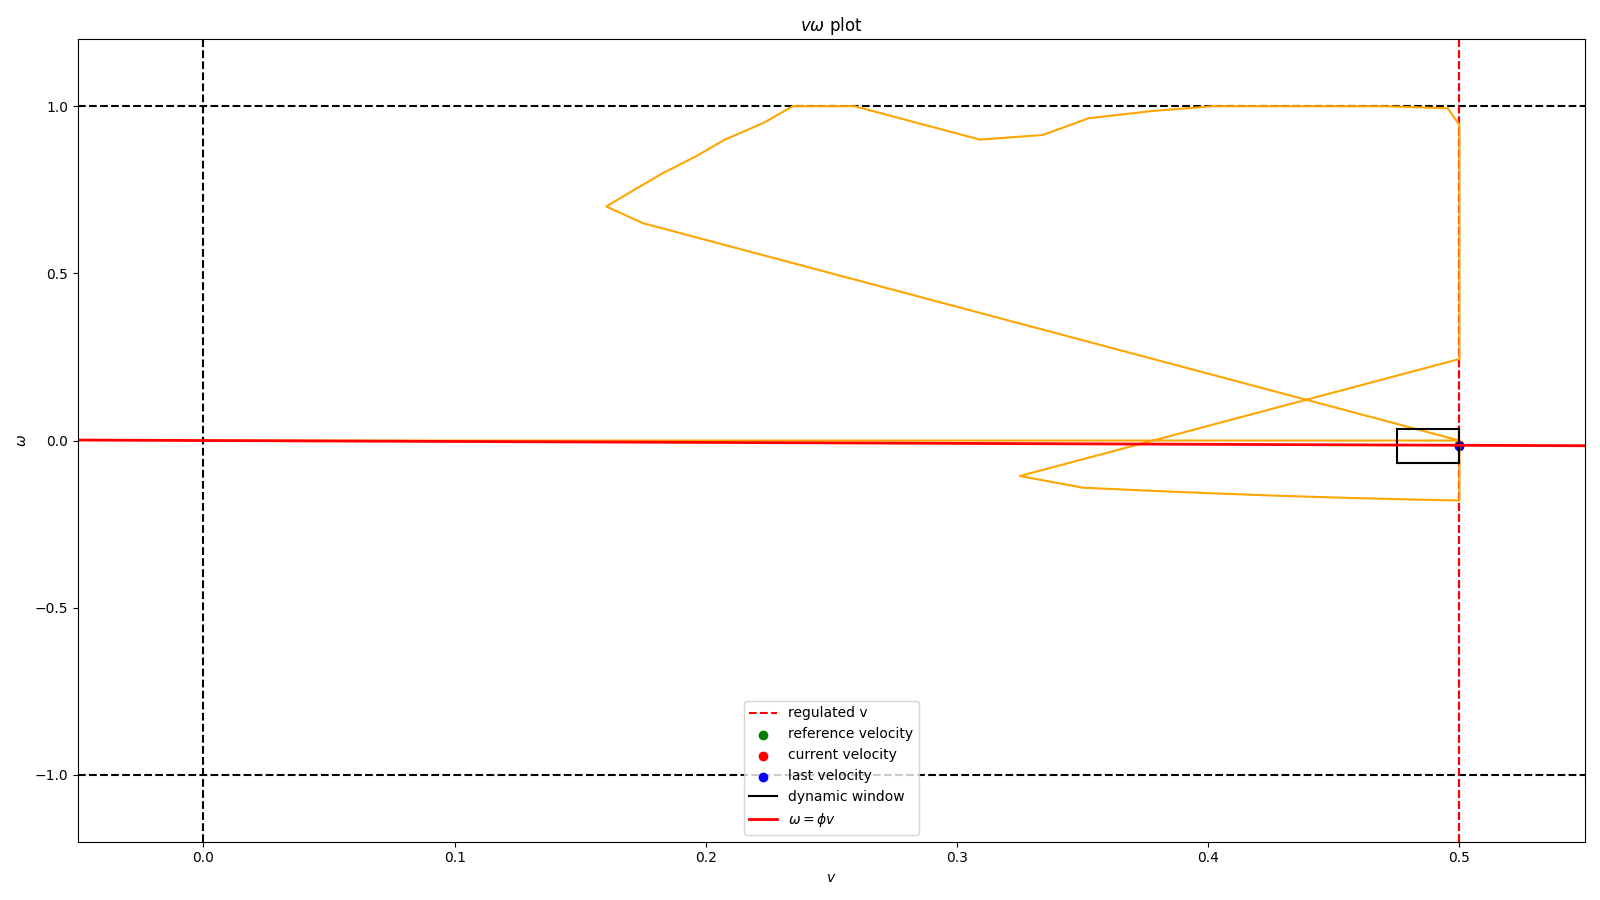 vω plot
1.0
0.5
0.0
−0.5
−1.0
ω
0.0 0.1 0.2 0.3 0.4 0.5
v
regulated v
reference velocity
current velocity
last velocity
dynamic window
ω = ϕv